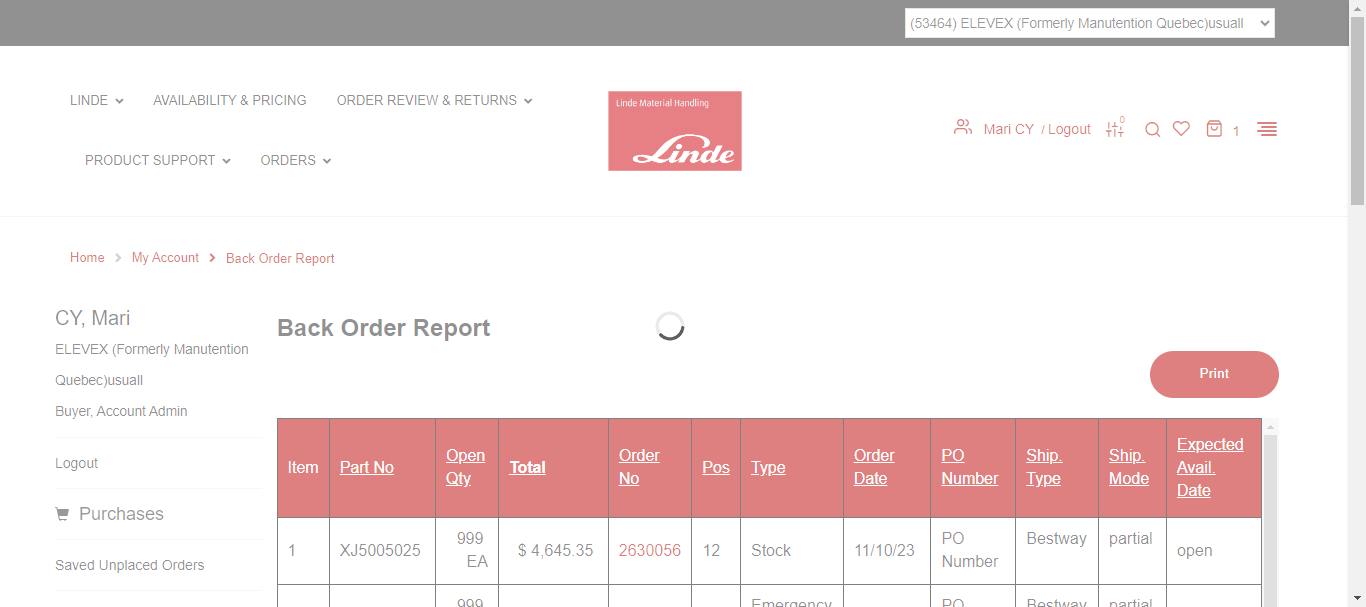 (53464) ELEVEX (Formerly Manutention Quebec)usuall
LINDE
AVAILABILITY & PRICING
ORDER REVIEW & RETURNS
PRODUCT SUPPORT
ORDERS
Linde Material Handling
Linde
Mari CY / Logout
0
1
Home
My Account
Back Order Report
CY, Mari
ELEVEX (Formerly Manutention
Quebec)usuall
Buyer, Account Admin
Logout
Purchases
Saved Unplaced Orders
Back Order Report
Print
Item Part No Open Qty Total Order No Pos Type Order Date PO Number Ship. Type Ship. Mode Expected Avail. Date
1 XJ5005025 999 EA $ 4,645.35 2630056 12 Stock 11/10/23 PO Number Bestway partial open
999 Emergency PO Bestway partial